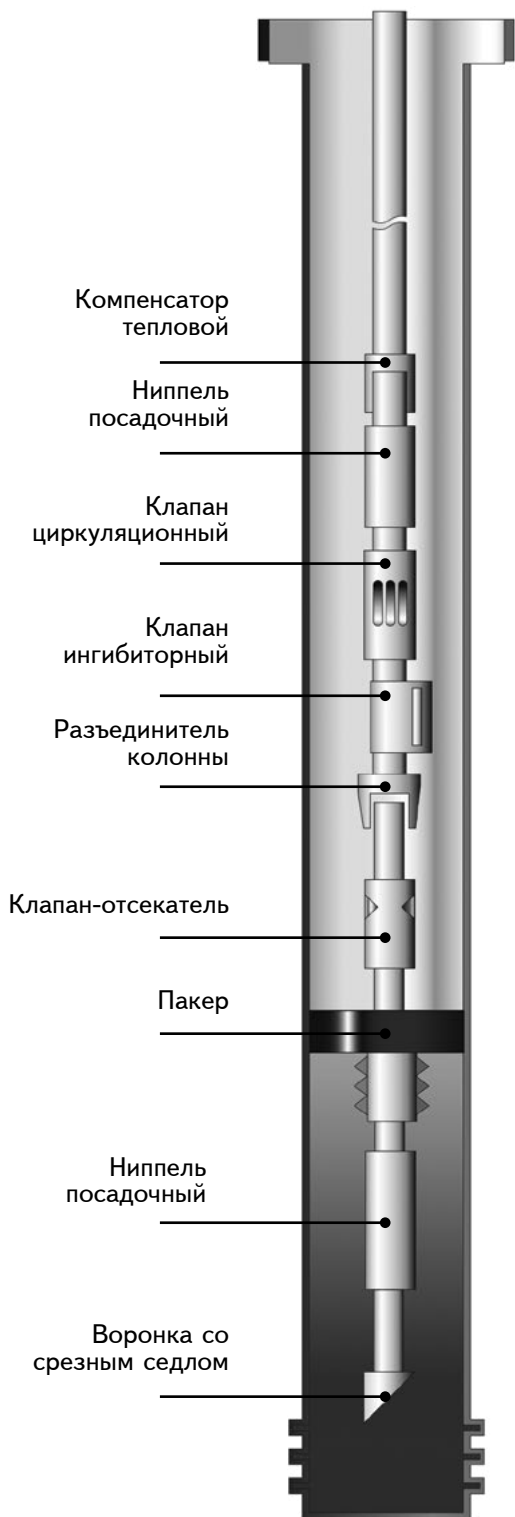 Компенсатор
тепловой
Ниппель
посадочный
Клапан
циркуляционный
Клапан
ингибиторный
Разъединитель
колонны
Клапан-отсекатель
Пакер
Ниппель
посадочный
Воронка со
срезным седлом